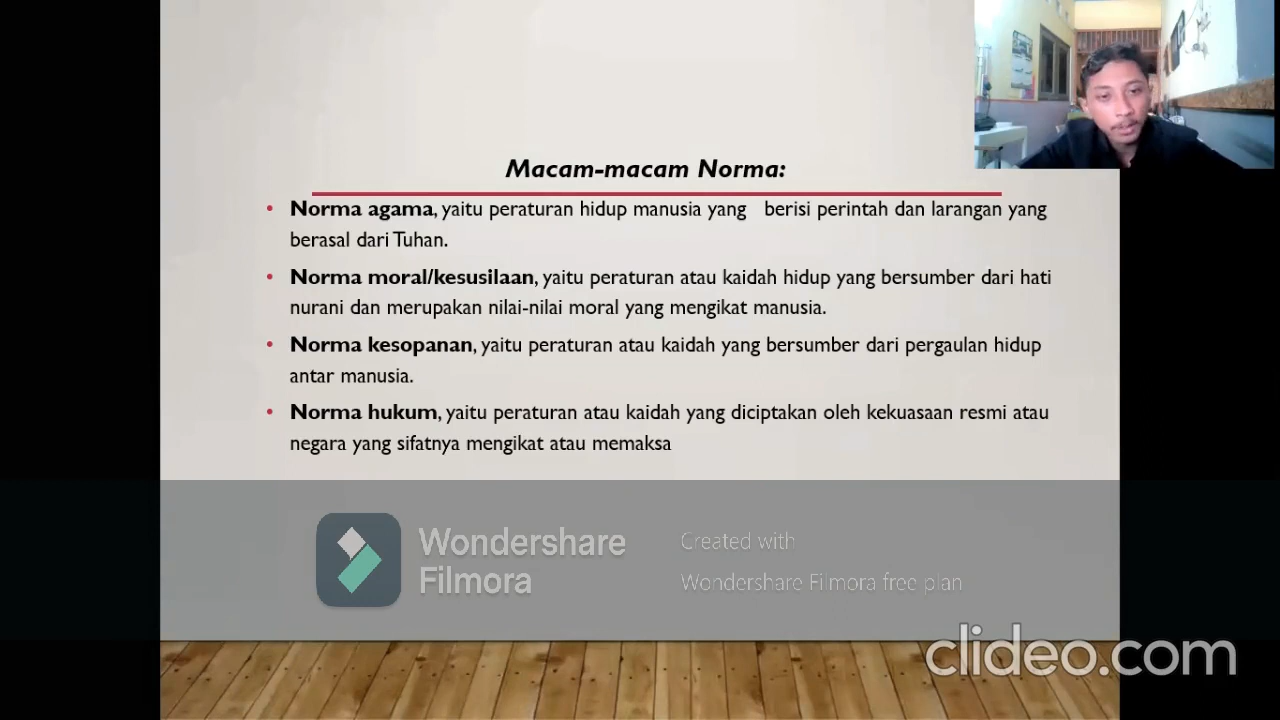 Macam-macam Norma:
• Norma agama, yaitu peraturan hidup manusia yang berisi perintah dan larangan yang
berasal dari Tuhan.
• Norma moral/kesusilaan, yaitu peraturan atau kaidah hidup yang bersumber dari hati
nurani dan merupakan nilai-nilai moral yang mengikat manusia.
• Norma kesopanan, yaitu peraturan atau kaidah yang bersumber dari pergaulan hidup
antar manusia.
• Norma hukum, yaitu peraturan atau kaidah yang diciptakan oleh kekuasaan resmi atau
negara yang sifatnya mengikat atau memaksa
Wondershare
Filmora
Created with
Wondershare Filmora free plan
clideo.com